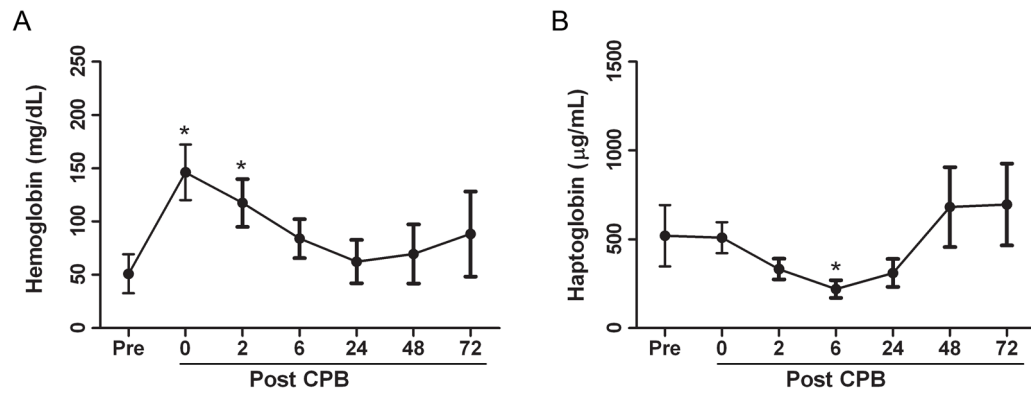 A
Hemoglobin (mg/dL)
250
200
150
100
50
0
*
*
Pre 0 2 6 24 48 72
Post CPB
B
Haptoglobin (μg/mL)
1500
1000
500
0
*
Pre 0 2 6 24 48 72
Post CPB